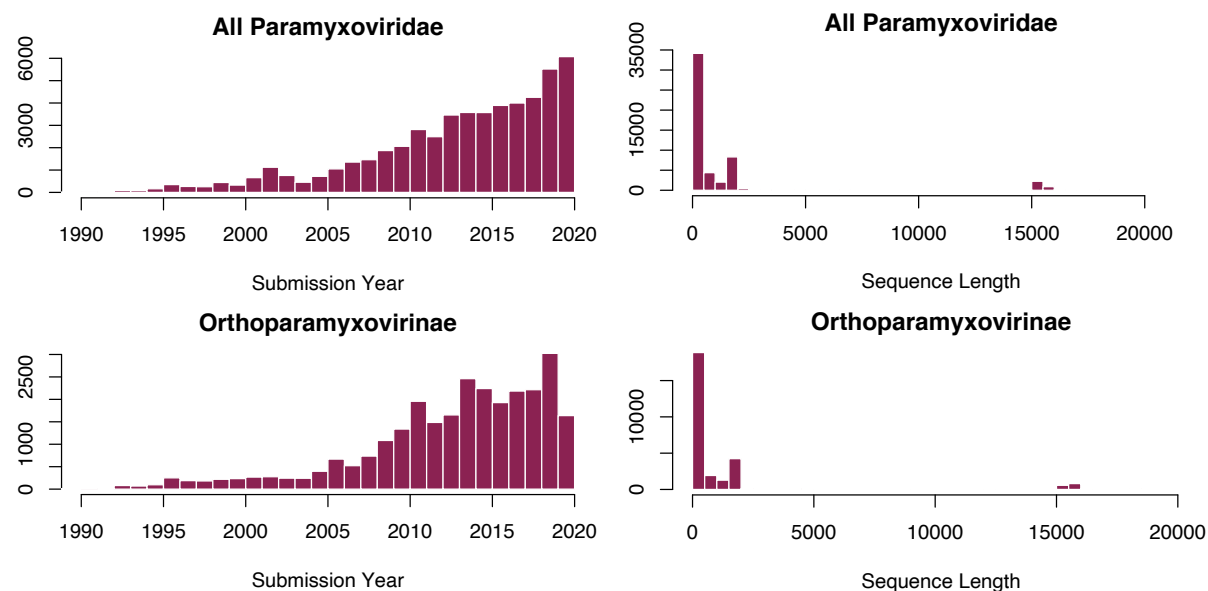 All Paramyxoviridae
6000
3000
0
1990 1995 2000 2005 2010 2015 2020
Submission Year
All Paramyxoviridae
35000
15000
0
0 5000 10000 15000 20000
Sequence Length
Orthoparamyxovirinae
2500
1000
0
1990 1995 2000 2005 2010 2015 2020
Submission Year
Orthoparamyxovirinae
10000
0
0 5000 10000 15000 20000
Sequence Length